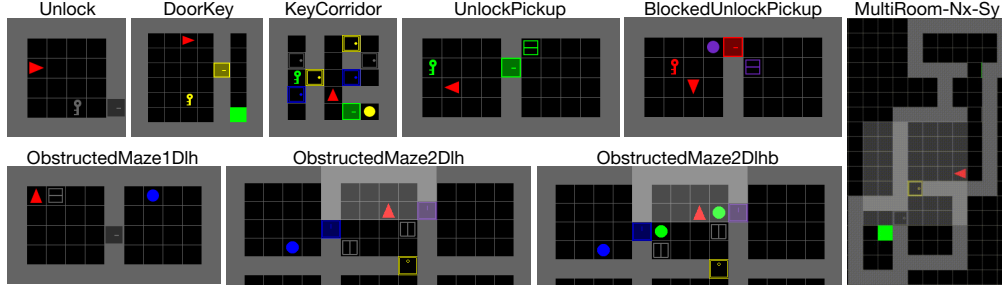 Unlock
DoorKey
KeyCorridor
UnlockPickup
BlockedUnlockPickup
MultiRoom-Nx-Sy
ObstructedMaze1Dlh
ObstructedMaze2Dlh
ObstructedMaze2Dlhb